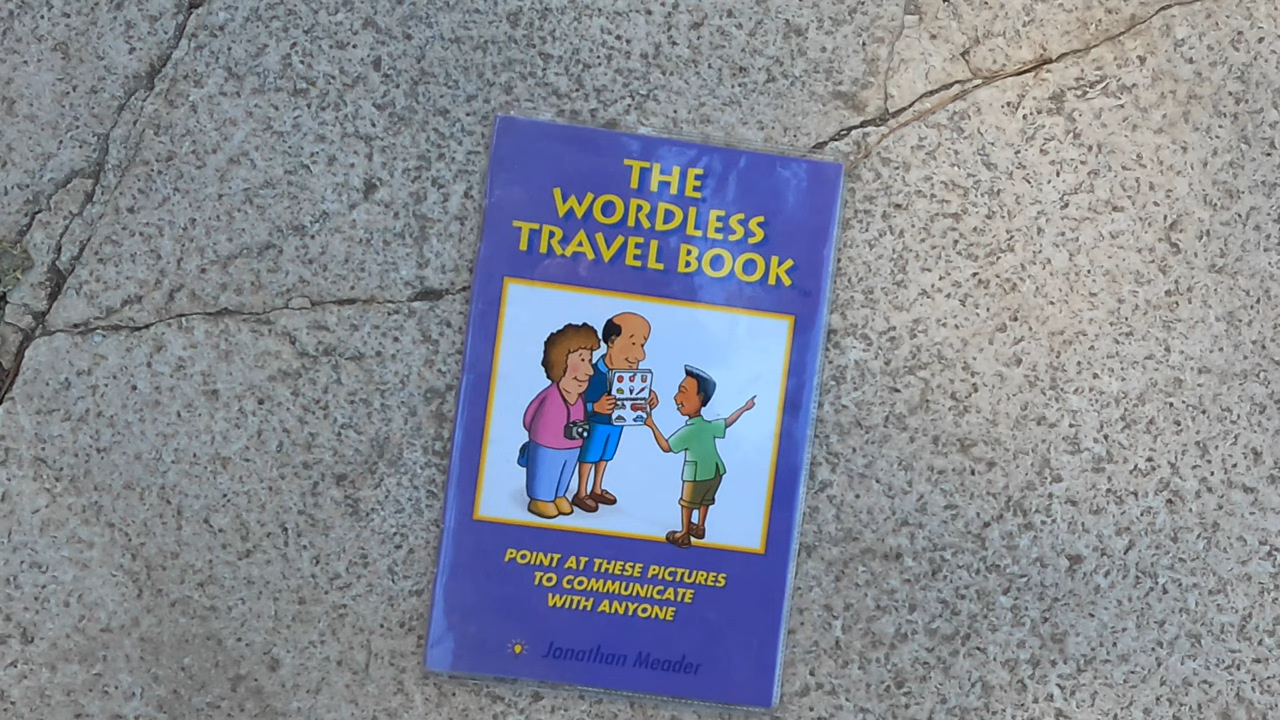 THE
WORDLESS
TRAVEL BOOK
POINT AT THESE PICTURES
TO COMMUNICATE
WITH ANYONE
Jonathan Meader